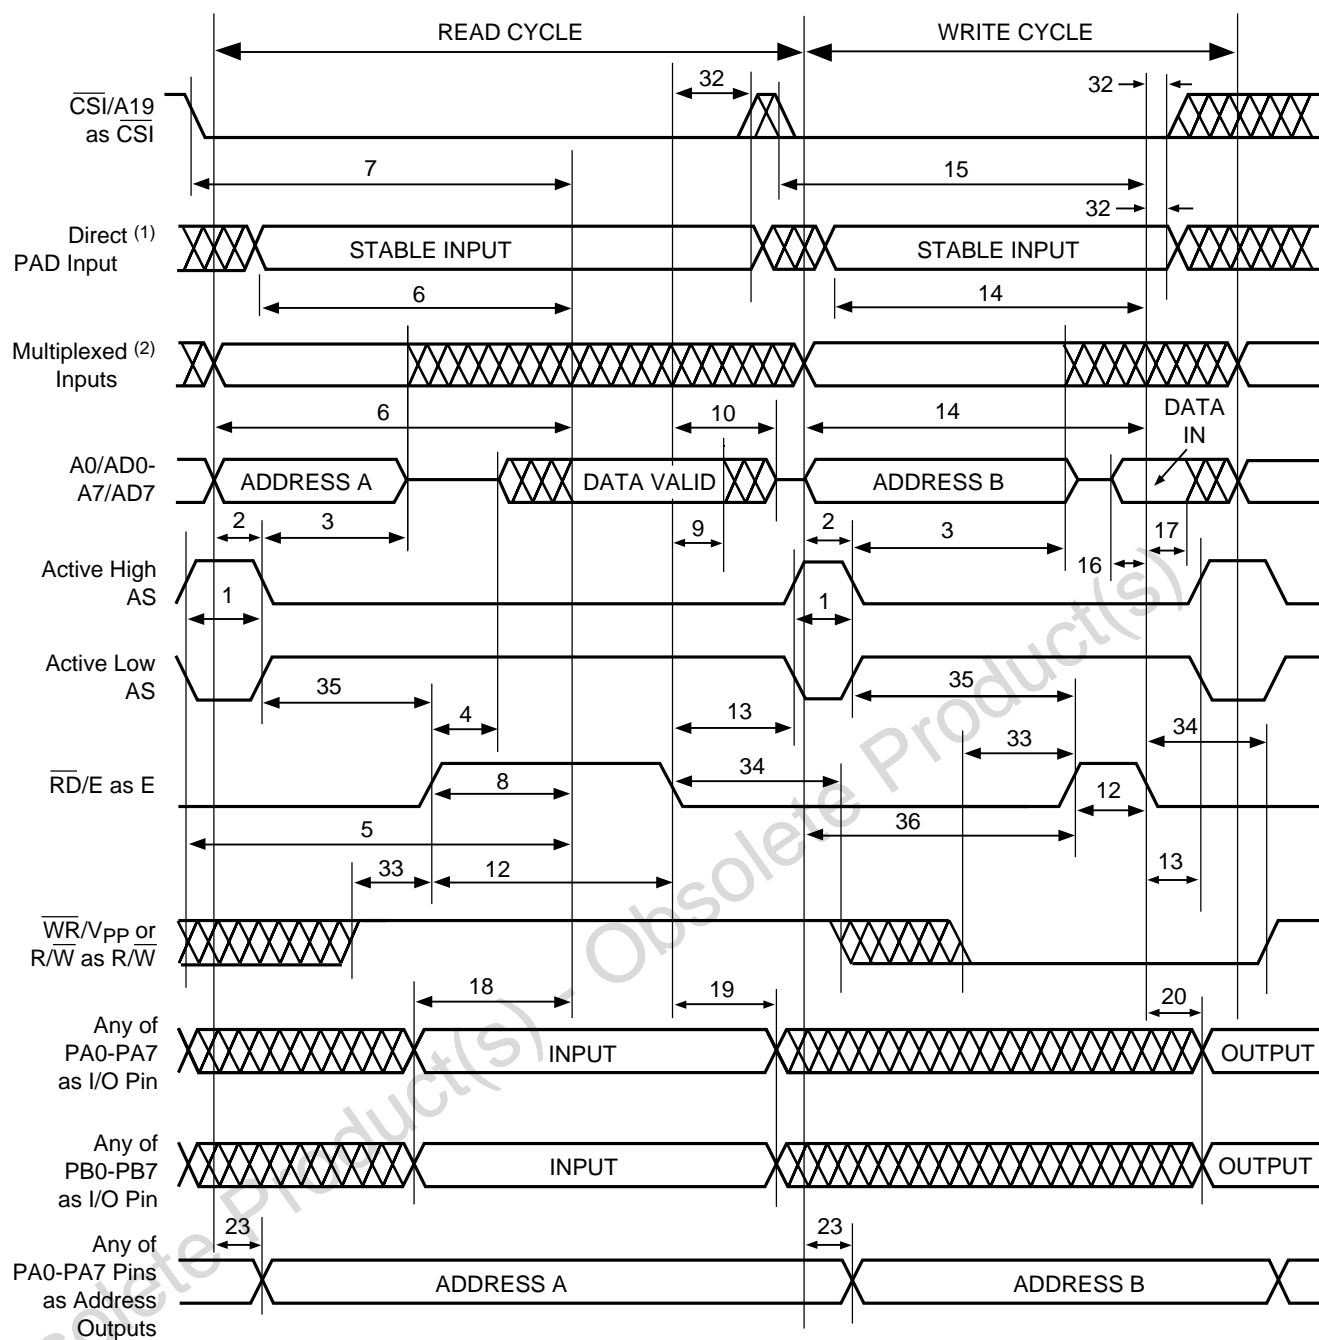 READ CYCLE
WRITE CYCLE
32
32
CSI/A19
as CSI
7
15
32
Direct (1)
PAD Input
STABLE INPUT
STABLE INPUT
6
14
Multiplexed (2)
Inputs
6
10
14
DATA
IN
A0/AD0-
A7/AD7
ADDRESS A
DATA VALID
ADDRESS B
2
3
9
2
3
17
16
Active High
AS
1
1
Active Low
AS
35
35
4
13
34
33
34
RD/E as E
8
12
5
36
33
12
13
WR/VPP or
R/W as R/W
18
19
20
Any of
PA0-PA7
as I/O Pin
INPUT
OUTPUT
Any of
PB0-PB7
as I/O Pin
INPUT
OUTPUT
23
23
Any of
PA0-PA7 Pins
as Address
Outputs
ADDRESS A
ADDRESS B
solete Product(s) - Obsolete Product(s)